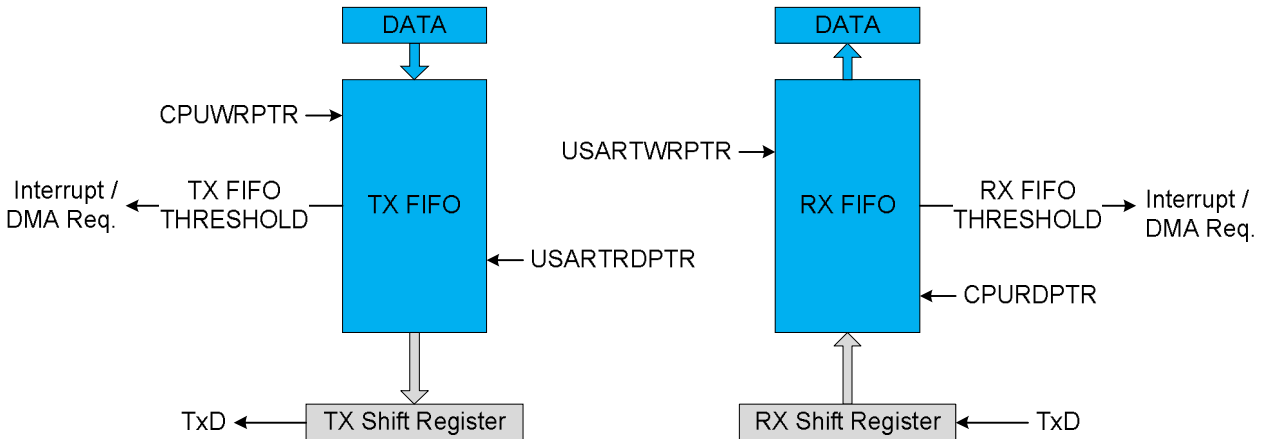 DATA
CPUWRPTR
TX FIFO
Interrupt /
DMA Req.
TX FIFO
THRESHOLD
USARTRDPTR
TxD
TX Shift Register
DATA
USARTWRPTR
RX FIFO
RX FIFO
THRESHOLD
Interrupt /
DMA Req.
CPURDPTR
RX Shift Register
TxD